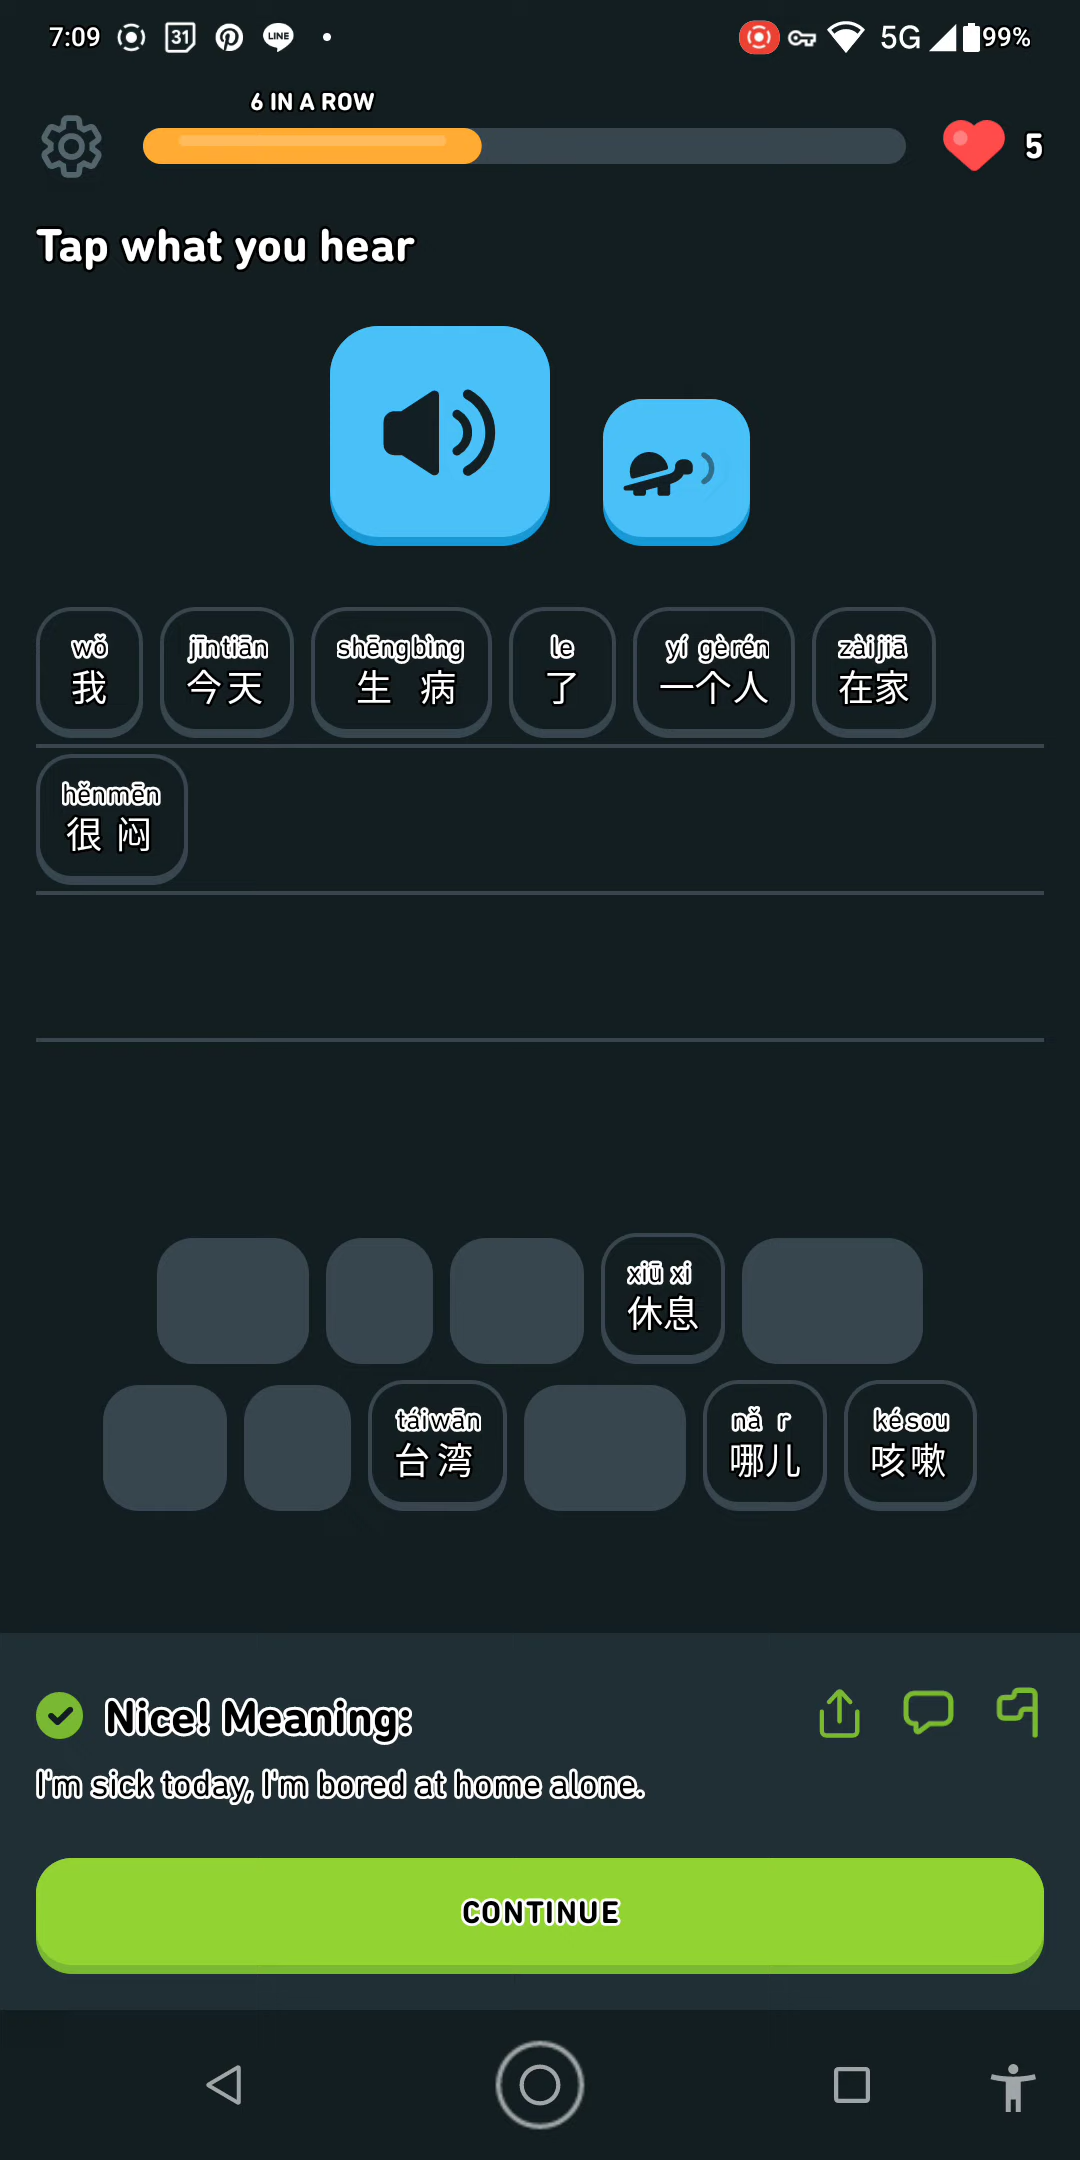 7:09 31 LINE 5G 99%
6 IN A ROW
5
Tap what you hear
wǒ jīntiān shēngbìng le yí gèrén zàijiā
我 今天 生病 了 一个人 在家
hěnmēn
很闷
xiū xi
休息
táiwān nǎ r késou
台湾 哪儿 咳嗽
Nice! Meaning:
I'm sick today, I'm bored at home alone.
CONTINUE